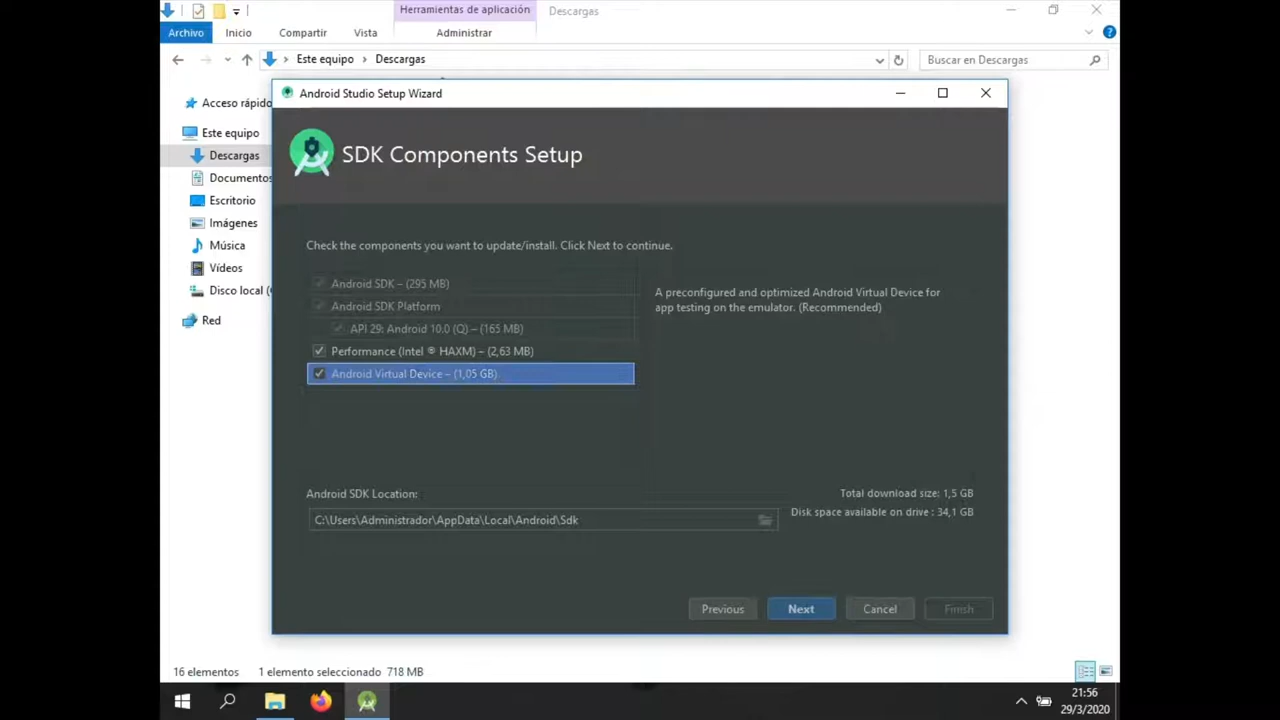 Herramientas de aplicación
Descargas
Archivo
Inicio
Compartir
Vista
Administrar
Este equipo
Descargas
Buscar en Descargas
Acceso rápido
Este equipo
Descargas
Documentos
Escritorio
Imágenes
Música
Vídeos
Disco local (
Red
Android Studio Setup Wizard
SDK Components Setup
Check the components you want to update/install. Click Next to continue.
Android SDK – (295 MB)
Android SDK Platform
API 29: Android 10.0 (Q) – (165 MB)
Performance (Intel ® HAXM) – (2,63 MB)
Android Virtual Device – (1,05 GB)
A preconfigured and optimized Android Virtual Device for
app testing on the emulator. (Recommended)
Android SDK Location:
C:\Users\Administrador\AppData\Local\Android\Sdk
Total download size: 1,5 GB
Disk space available on drive : 34,1 GB
Previous
Next
Cancel
Finish
16 elementos
1 elemento seleccionado 718 MB
21:56
29/3/2020